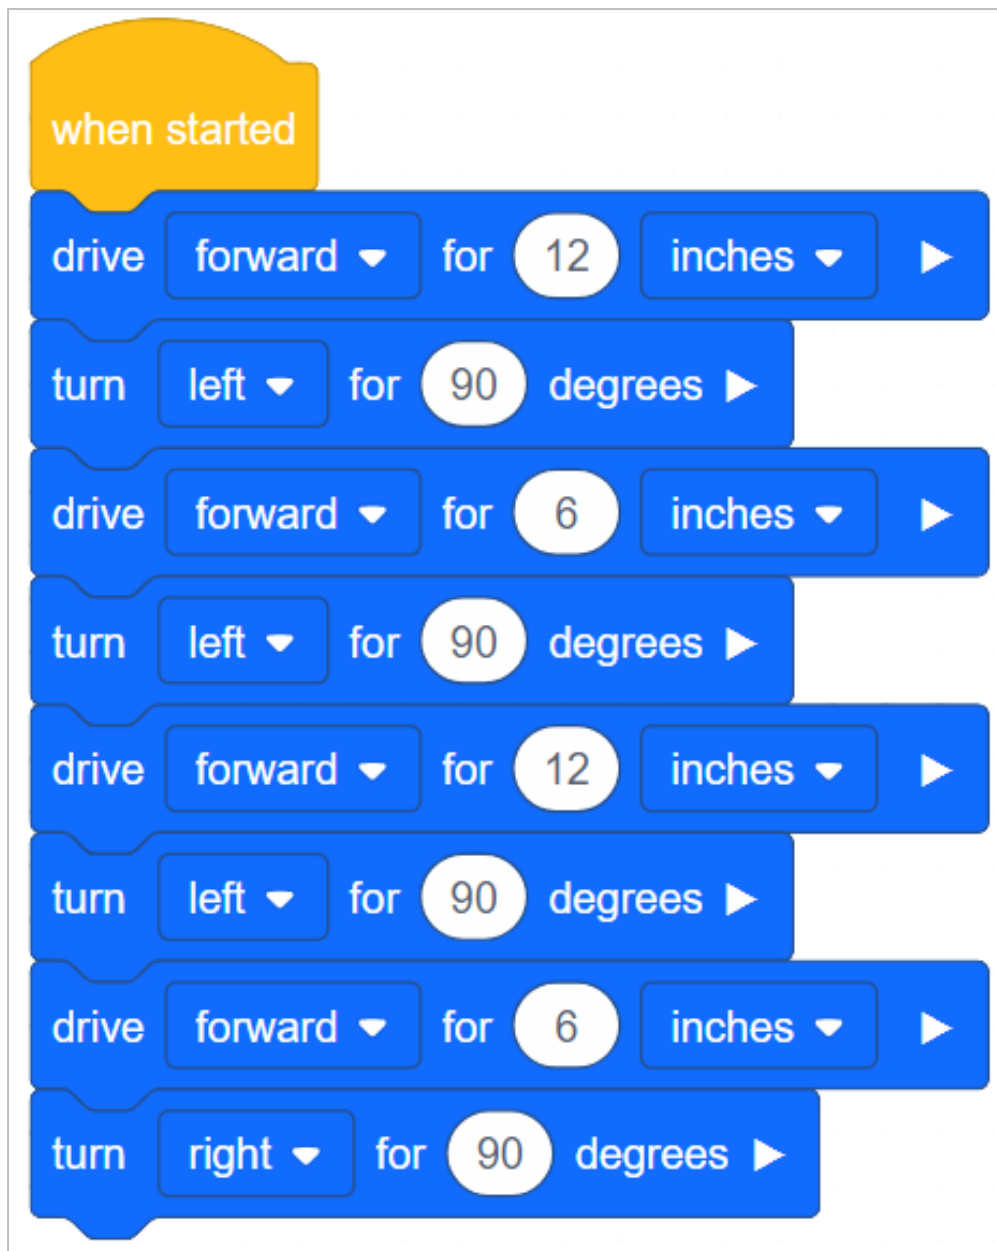 when started
drive forward for 12 inches
turn left for 90 degrees
drive forward for 6 inches
turn left for 90 degrees
drive forward for 12 inches
turn left for 90 degrees
drive forward for 6 inches
turn right for 90 degrees